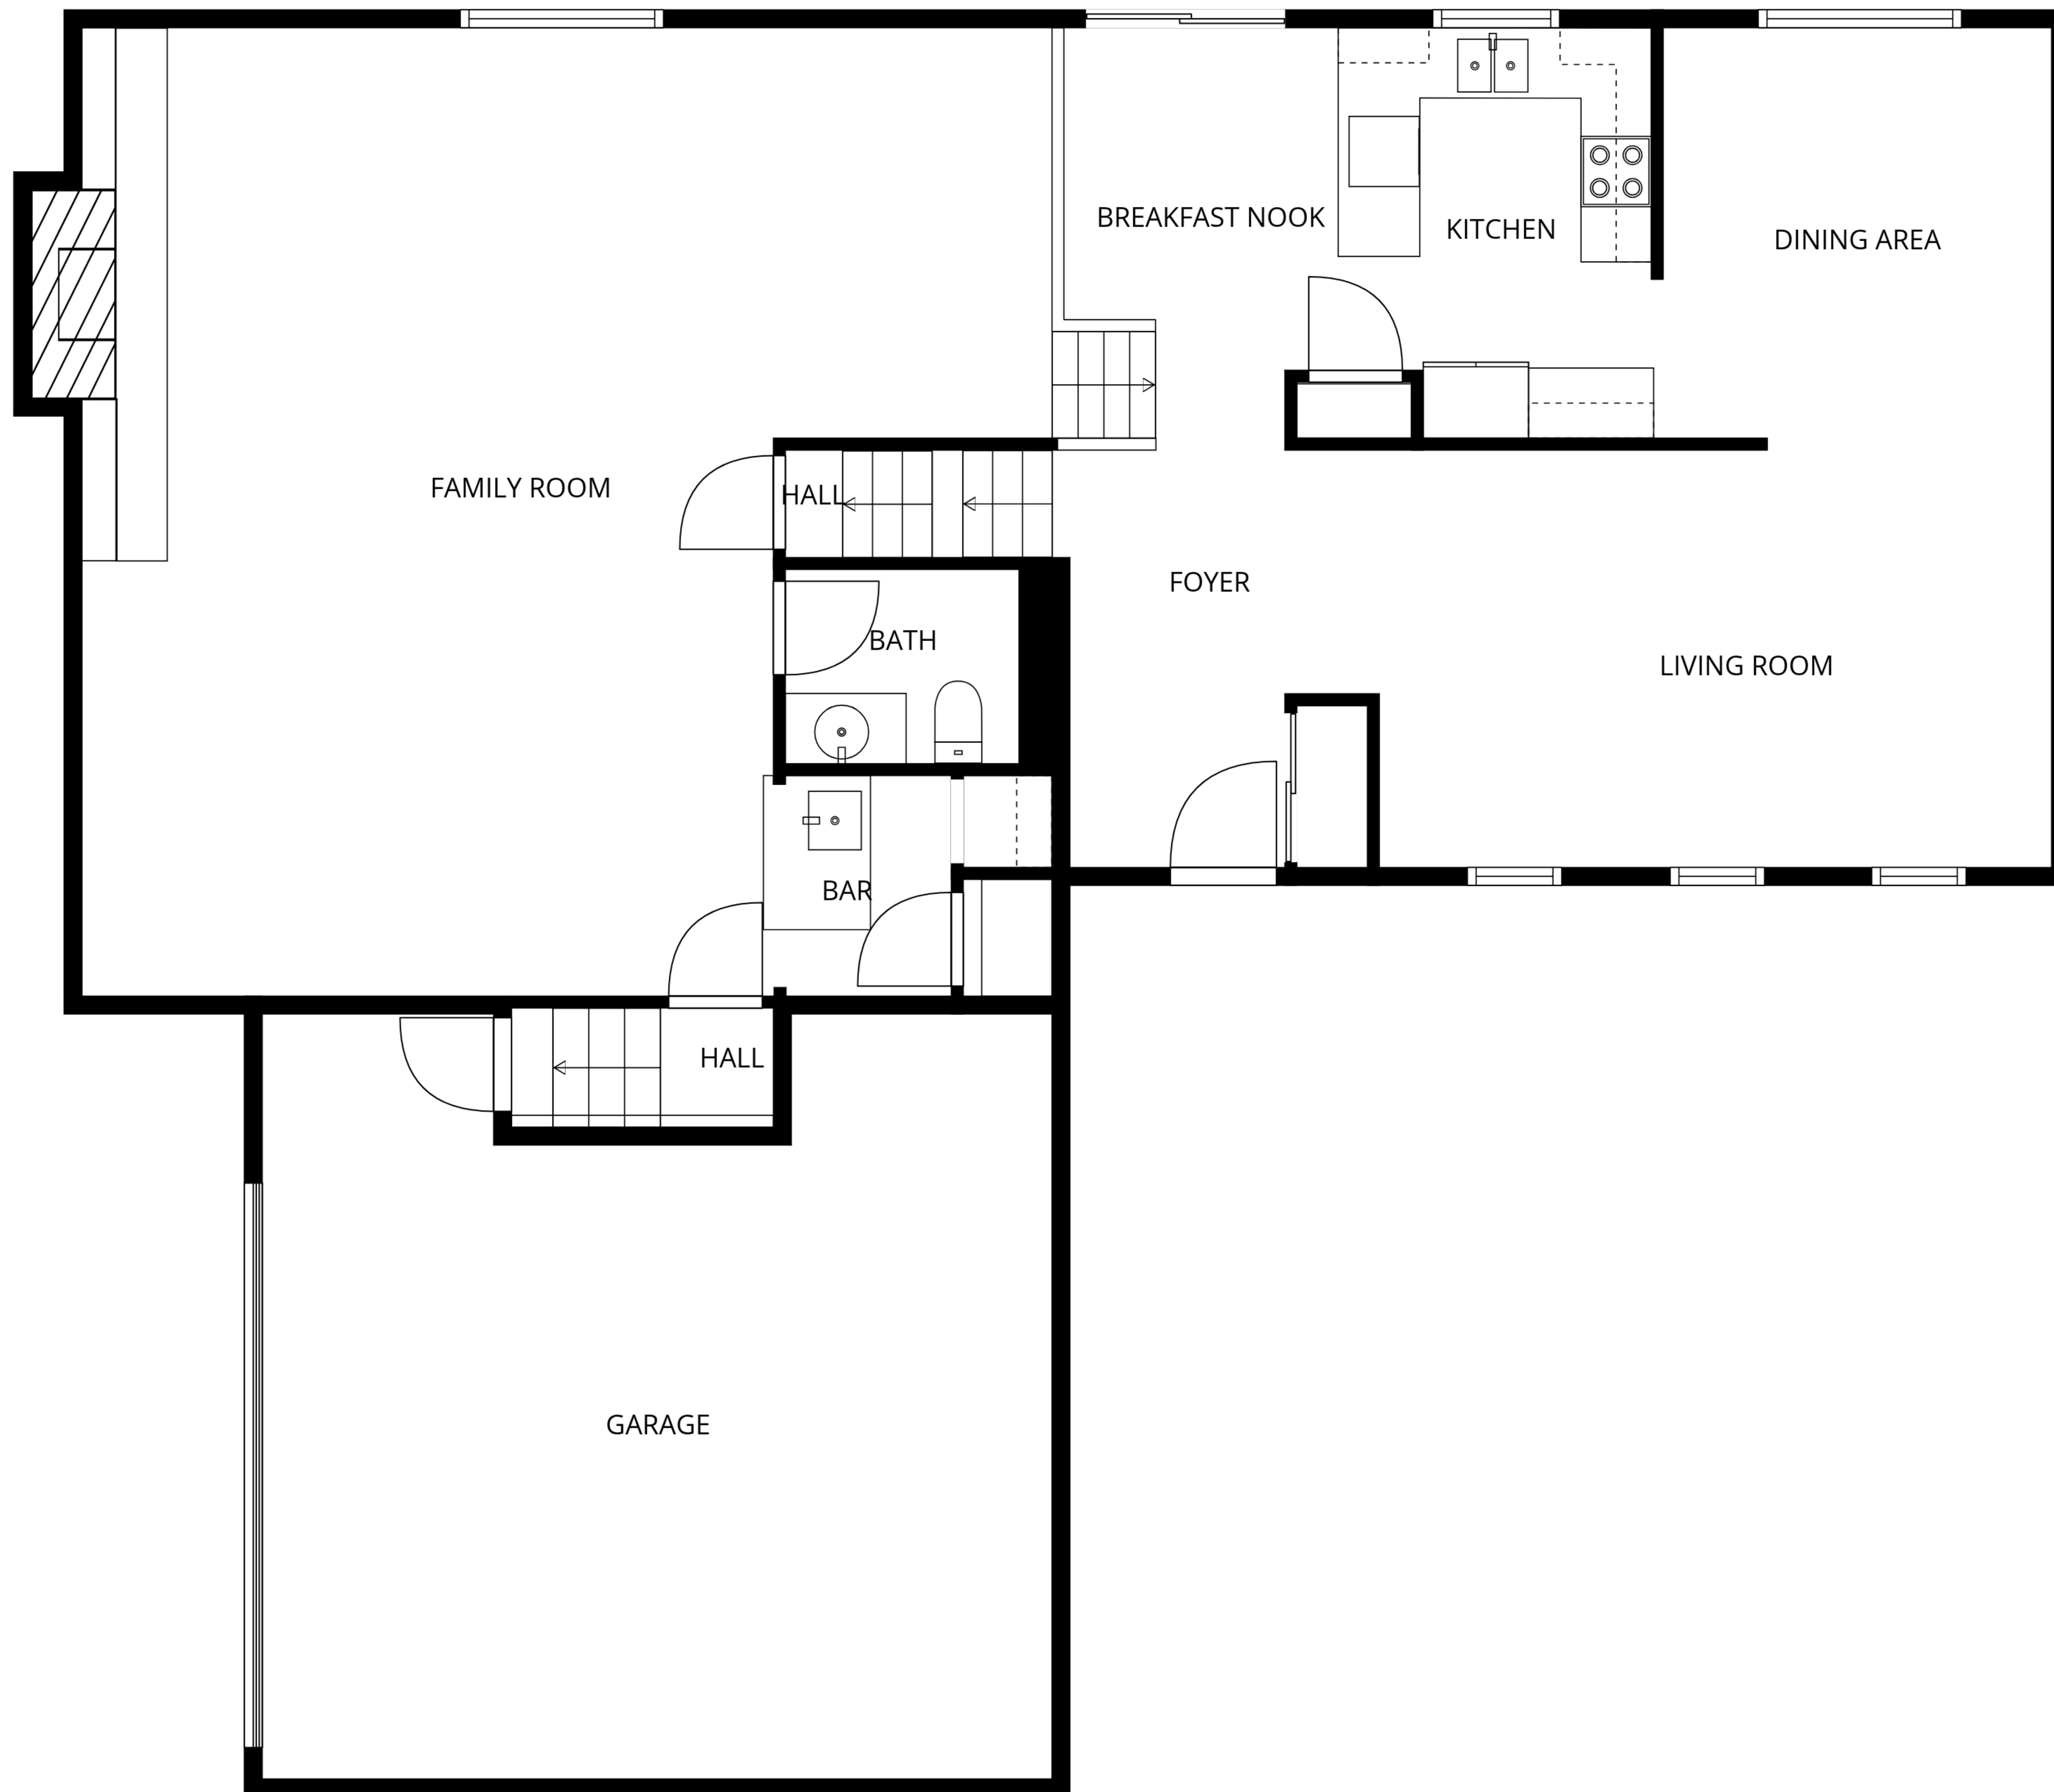 BREAKFAST NOOK
KITCHEN
DINING AREA
FAMILY ROOM
HALL
FOYER
BATH
LIVING ROOM
BAR
HALL
GARAGE